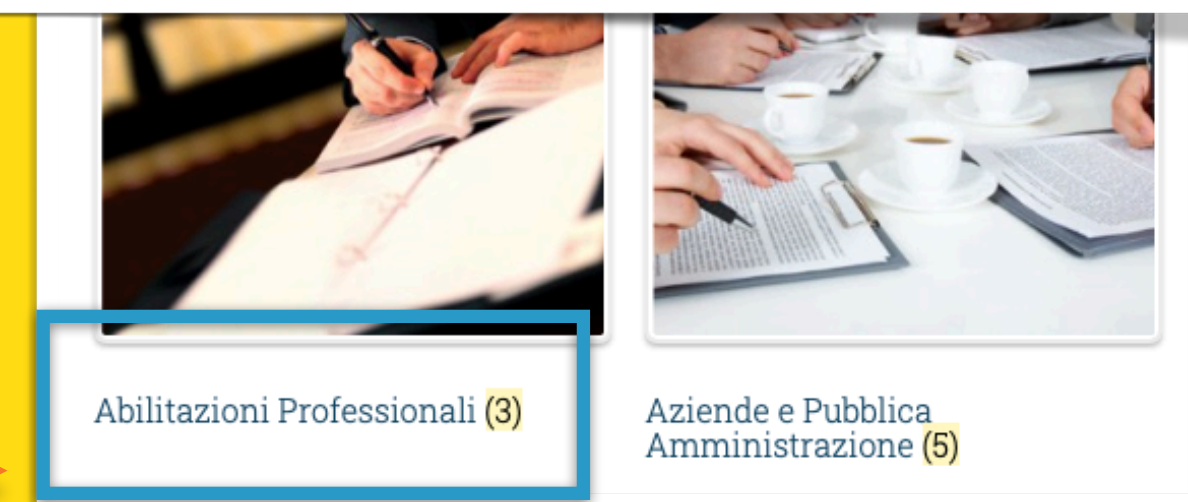 Abilitazioni Professionali (3)
Aziende e Pubblica
Amministrazione (5)